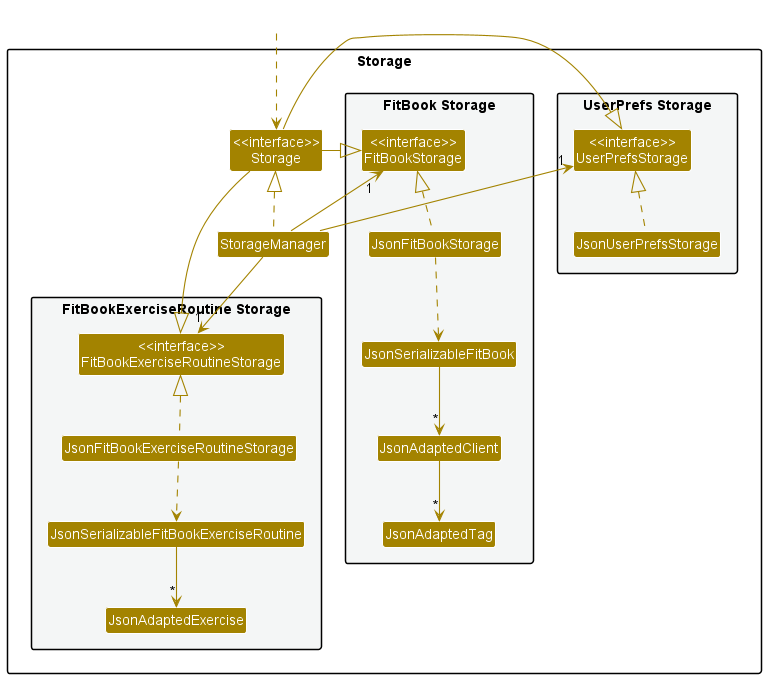 Storage
FitBook Storage
UserPrefs Storage
<<interface>>
Storage
<<interface>>
FitBookStorage
<<interface>>
UserPrefsStorage
1
1
StorageManager
JsonFitBookStorage
JsonUserPrefsStorage
FitBookExerciseRoutine Storage
1
<<interface>>
FitBookExerciseRoutineStorage
JsonSerializableFitBook
*
JsonFitBookExerciseRoutineStorage
JsonAdaptedClient
*
JsonSerializableFitBookExerciseRoutine
JsonAdaptedTag
*
JsonAdaptedExercise